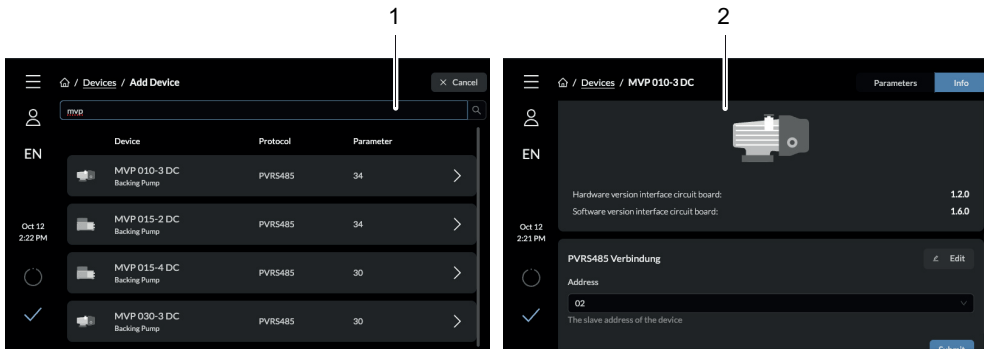 1
2
/ Devices / Add Device
× Cancel
mvp
EN
Device Protocol Parameter
MVP 010-3 DC
Backing Pump
PVRS485 34
MVP 015-2 DC
Backing Pump
PVRS485 34
Oct 12
2:22 PM
MVP 015-4 DC
Backing Pump
PVRS485 30
MVP 030-3 DC
Backing Pump
PVRS485 30
/ Devices / MVP 010-3 DC
Parameters Info
EN
Hardware version interface circuit board: 1.2.0
Software version interface circuit board: 1.6.0
Oct 12
2:21 PM
PVRS485 Verbindung
Edit
Address
02
The slave address of the device
Submit